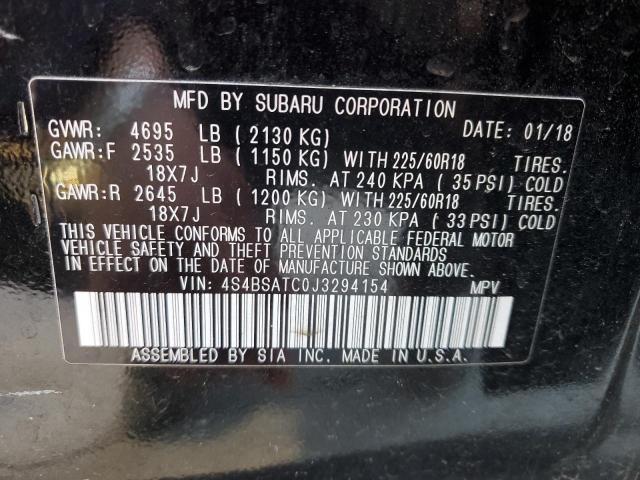 MFD BY SUBARU CORPORATION
GVWR: 4695 LB ( 2130 KG) DATE: 01/18
GAWR:F 2535 LB ( 1150 KG) WITH 225/60R18 TIRES.
18X7J RIMS. AT 240 KPA ( 35 PSI) COLD
GAWR:R 2645 LB ( 1200 KG) WITH 225/60R18 TIRES.
18X7J RIMS. AT 230 KPA ( 33 PSI) COLD
THIS VEHICLE CONFORMS TO ALL APPLICABLE FEDERAL MOTOR
VEHICLE SAFETY AND THEFT PREVENTION STANDARDS
IN EFFECT ON THE DATE OF MANUFACTURE SHOWN ABOVE.
VIN: 4S4BSATC0J3294154 MPV
ASSEMBLED BY SIA INC. MADE IN U.S.A.